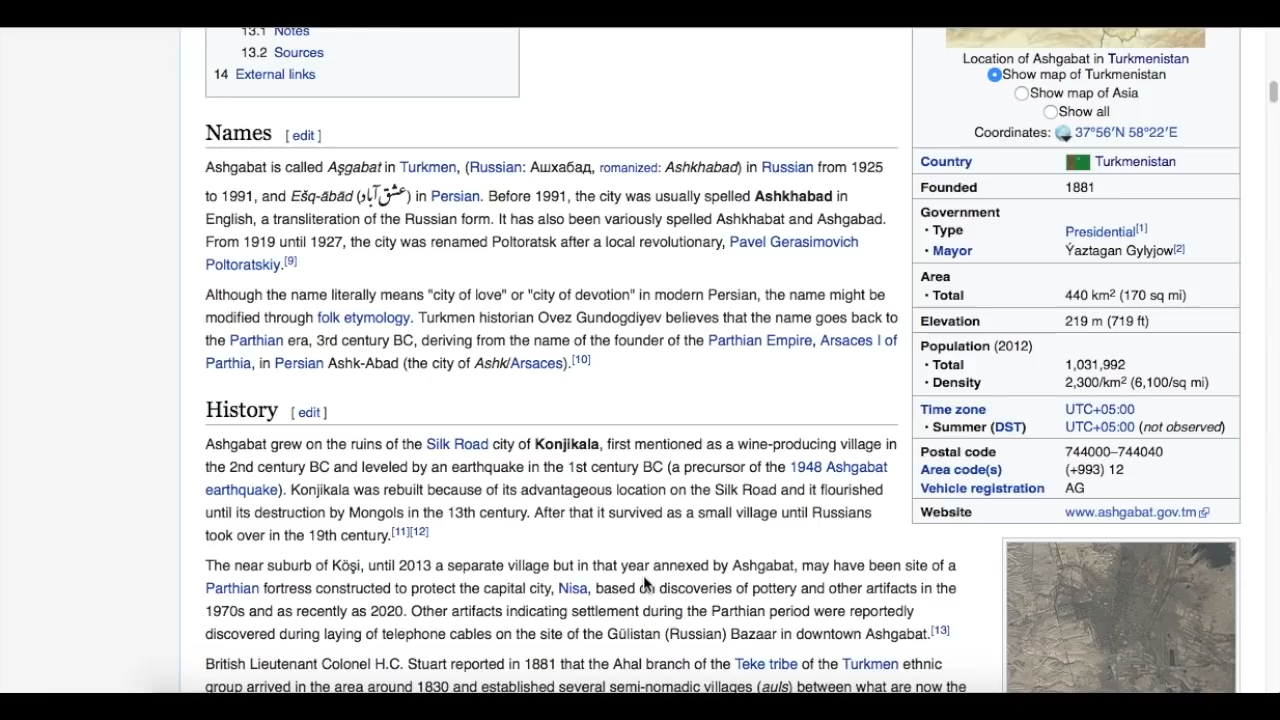 13.1 Notes
13.2 Sources
14 External links
Names [ edit ]
Ashgabat is called Aşgabat in Turkmen, (Russian: Ашхабад, romanized: Ashkhabad) in Russian from 1925
to 1991, and Ešq-ābād (عشق‌آباد) in Persian. Before 1991, the city was usually spelled Ashkhabad in
English, a transliteration of the Russian form. It has also been variously spelled Ashkhabat and Ashgabad.
From 1919 until 1927, the city was renamed Poltoratsk after a local revolutionary, Pavel Gerasimovich
Poltoratskiy.[9]
Although the name literally means "city of love" or "city of devotion" in modern Persian, the name might be
modified through folk etymology. Turkmen historian Ovez Gundogdiyev believes that the name goes back to
the Parthian era, 3rd century BC, deriving from the name of the founder of the Parthian Empire, Arsaces I of
Parthia, in Persian Ashk-Abad (the city of Ashk/Arsaces).[10]
History [ edit ]
Ashgabat grew on the ruins of the Silk Road city of Konjikala, first mentioned as a wine-producing village in
the 2nd century BC and leveled by an earthquake in the 1st century BC (a precursor of the 1948 Ashgabat
earthquake). Konjikala was rebuilt because of its advantageous location on the Silk Road and it flourished
until its destruction by Mongols in the 13th century. After that it survived as a small village until Russians
took over in the 19th century.[11][12]
The near suburb of Köşi, until 2013 a separate village but in that year annexed by Ashgabat, may have been site of a
Parthian fortress constructed to protect the capital city, Nisa, based on discoveries of pottery and other artifacts in the
1970s and as recently as 2020. Other artifacts indicating settlement during the Parthian period were reportedly
discovered during laying of telephone cables on the site of the Gülistan (Russian) Bazaar in downtown Ashgabat.[13]
British Lieutenant Colonel H.C. Stuart reported in 1881 that the Ahal branch of the Teke tribe of the Turkmen ethnic
group arrived in the area around 1830 and established several semi-nomadic villages (auls) between what are now the
Location of Ashgabat in Turkmenistan
Show map of Turkmenistan
Show map of Asia
Show all
Coordinates: 37°56′N 58°22′E
Country Turkmenistan
Founded 1881
Government
• Type Presidential[1]
• Mayor Ýaztagan Gylyjow[2]
Area
• Total 440 km² (170 sq mi)
Elevation 219 m (719 ft)
Population (2012)
• Total 1,031,992
• Density 2,300/km² (6,100/sq mi)
Time zone UTC+05:00
• Summer (DST) UTC+05:00 (not observed)
Postal code 744000–744040
Area code(s) (+993) 12
Vehicle registration AG
Website www.ashgabat.gov.tm